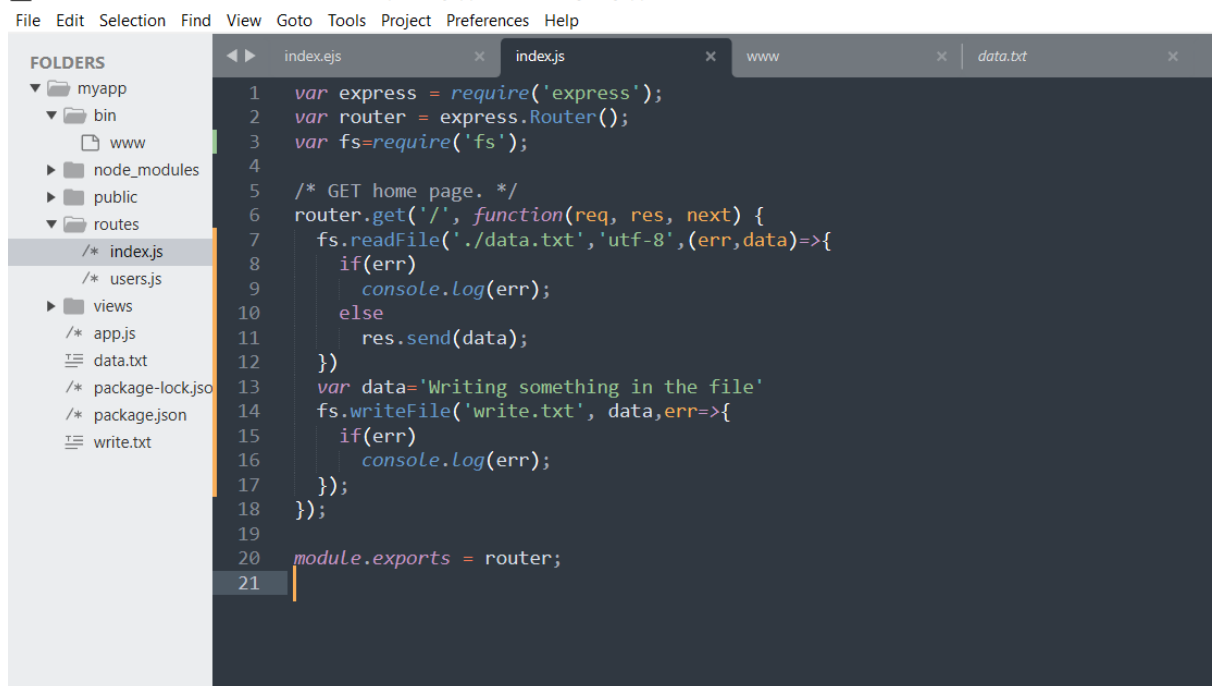 File Edit Selection Find View Goto Tools Project Preferences Help
FOLDERS
myapp
bin
www
node_modules
public
routes
/* index.js
/* users.js
views
/* app.js
data.txt
/* package-lock.jso
/* package.json
write.txt
index.ejs × index.js × www × data.txt ×
1 var express = require('express');
2 var router = express.Router();
3 var fs=require('fs');
4
5 /* GET home page. */
6 router.get('/', function(req, res, next) {
7   fs.readFile('./data.txt','utf-8',(err,data)=>{
8     if(err)
9       console.log(err);
10     else
11       res.send(data);
12   })
13   var data='Writing something in the file'
14   fs.writeFile('write.txt', data,err=>{
15     if(err)
16       console.log(err);
17   });
18 });
19
20 module.exports = router;
21